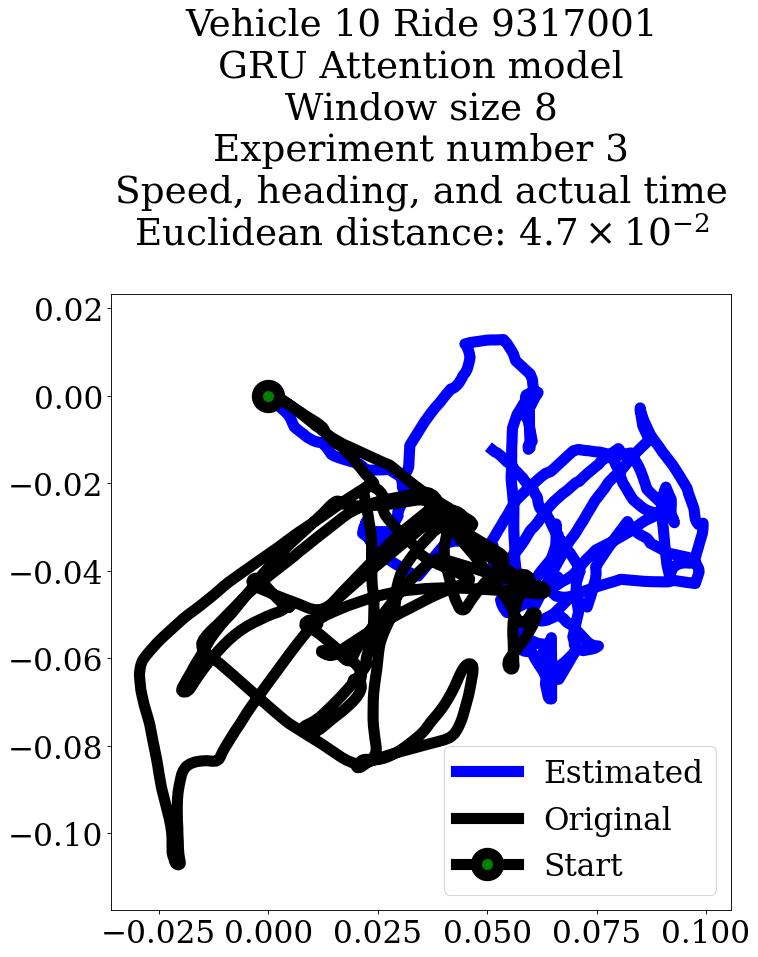 Vehicle 10 Ride 9317001
GRU Attention model
Window size 8
Experiment number 3
Speed, heading, and actual time
Euclidean distance: 4.7 × 10⁻²
0.02
0.00
−0.02
−0.04
−0.06
−0.08
−0.10
Estimated
Original
Start
−0.025 0.000 0.025 0.050 0.075 0.100